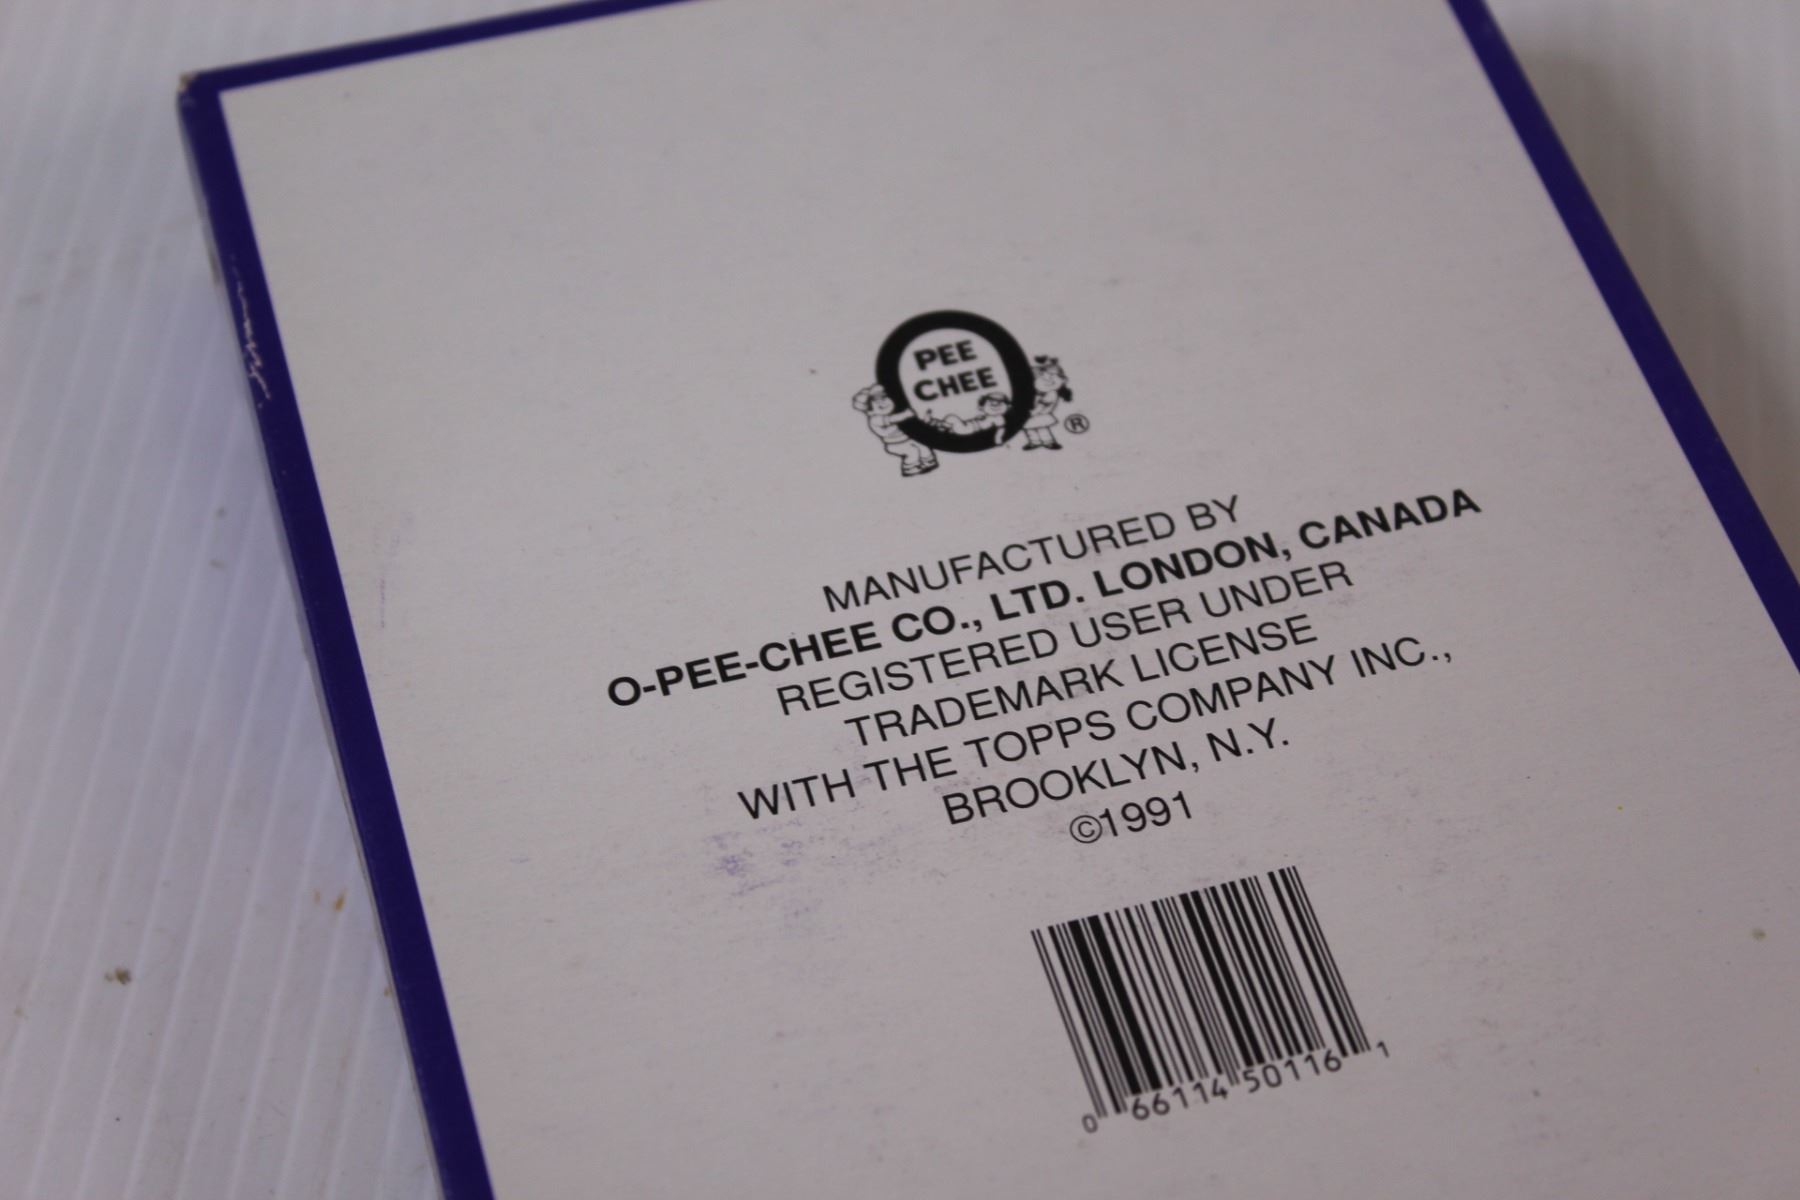 PEE
CHEE
®
MANUFACTURED BY
O-PEE-CHEE CO., LTD. LONDON, CANADA
REGISTERED USER UNDER
TRADEMARK LICENSE
WITH THE TOPPS COMPANY INC.,
BROOKLYN, N.Y.
©1991
0 66114 50116 1